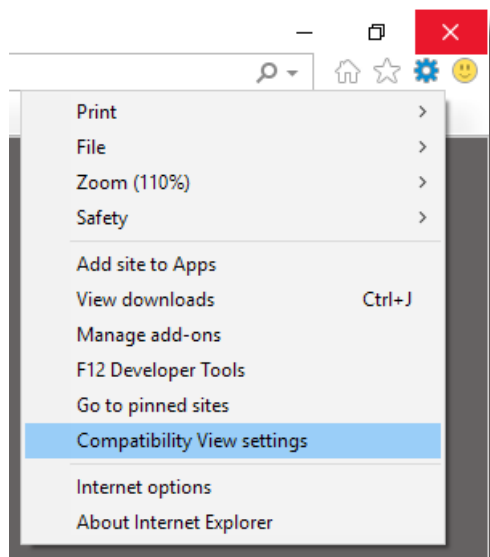 Print
File
Zoom (110%)
Safety
Add site to Apps
View downloads Ctrl+J
Manage add-ons
F12 Developer Tools
Go to pinned sites
Compatibility View settings
Internet options
About Internet Explorer